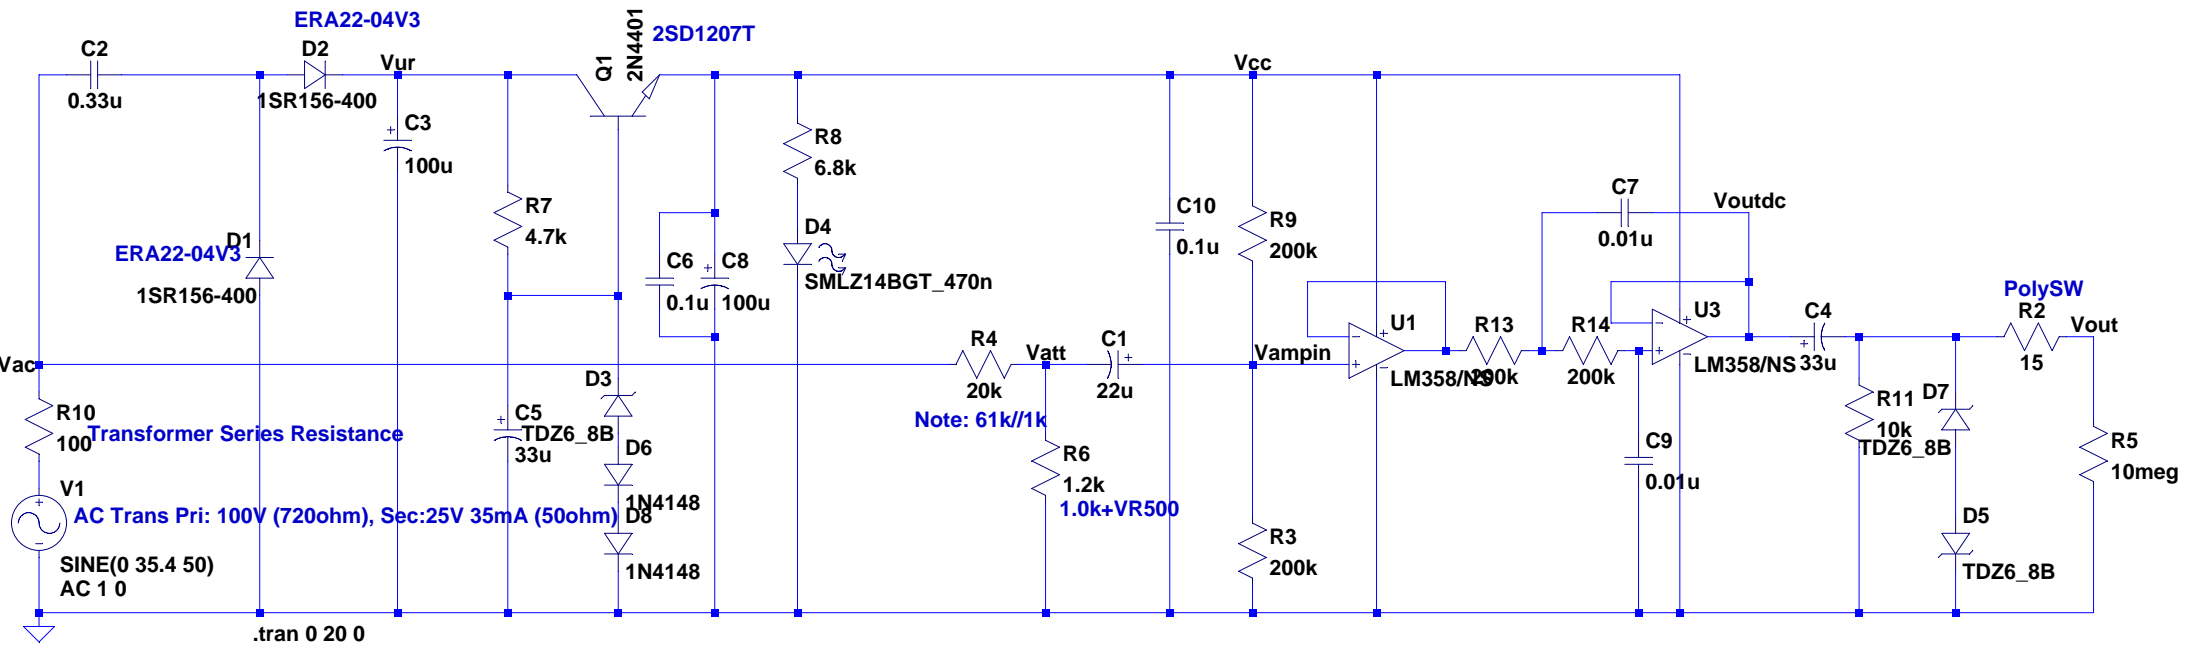 ERA22-04V3
C2
0.33u
D2
1SR156-400
Vur
C3
100u
Q1
2N4401
2SD1207T
Vcc
ERA22-04V3
D1
1SR156-400
R7
4.7k
C6
0.1u
C8
100u
R8
6.8k
D4
SMLZ14BGT_470n
C10
0.1u
R9
200k
C7
0.01u
Voutdc
Vac
R10
100
Transformer Series Resistance
V1
AC Trans Pri: 100V (720ohm), Sec:25V 35mA (50ohm)
SINE(0 35.4 50)
AC 1 0
C5
33u
D3
TDZ6_8B
D6
1N4148
D8
1N4148
R4
20k
Note: 61k//1k
Vatt
C1
22u
R6
1.2k
1.0k+VR500
Vampin
R3
200k
U1
LM358/NS
R13
200k
R14
200k
C9
0.01u
U3
LM358/NS
C4
33u
R11
10k
D7
TDZ6_8B
D5
TDZ6_8B
PolySW
R2
15
Vout
R5
10meg
.tran 0 20 0